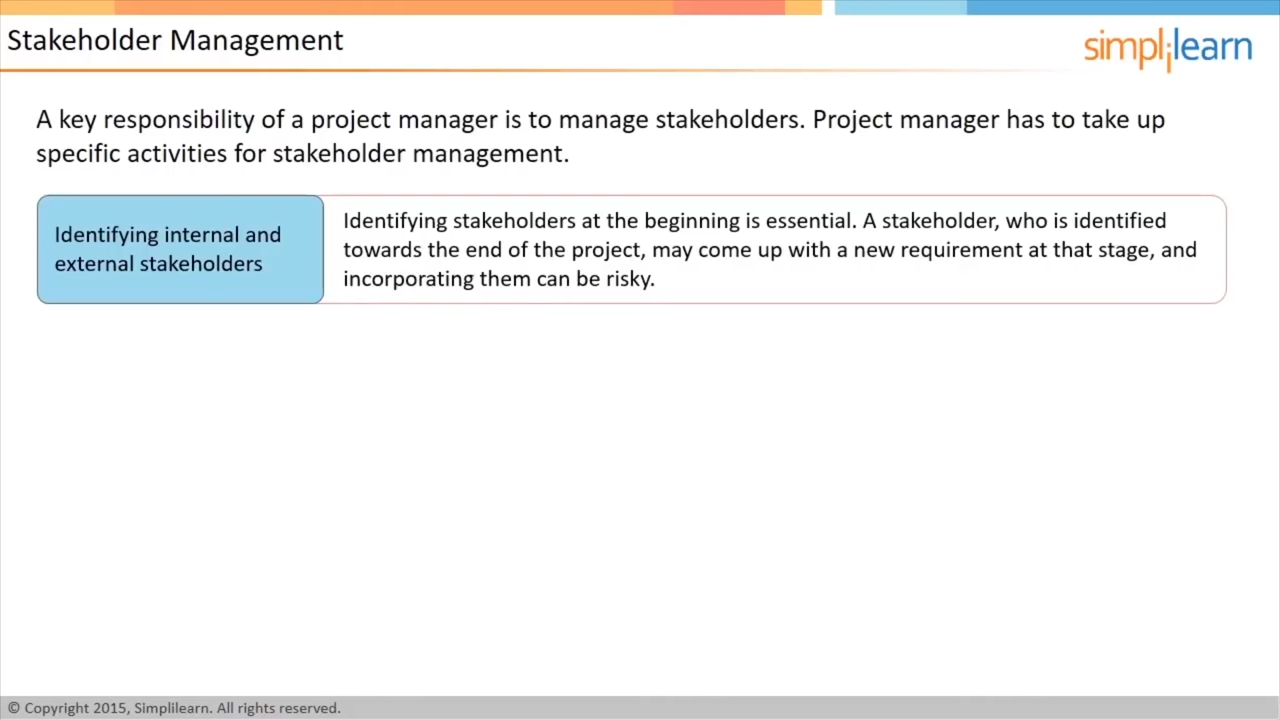 Stakeholder Management
simplilearn
A key responsibility of a project manager is to manage stakeholders. Project manager has to take up
specific activities for stakeholder management.
Identifying internal and
external stakeholders
Identifying stakeholders at the beginning is essential. A stakeholder, who is identified
towards the end of the project, may come up with a new requirement at that stage, and
incorporating them can be risky.
© Copyright 2015, Simplilearn. All rights reserved.